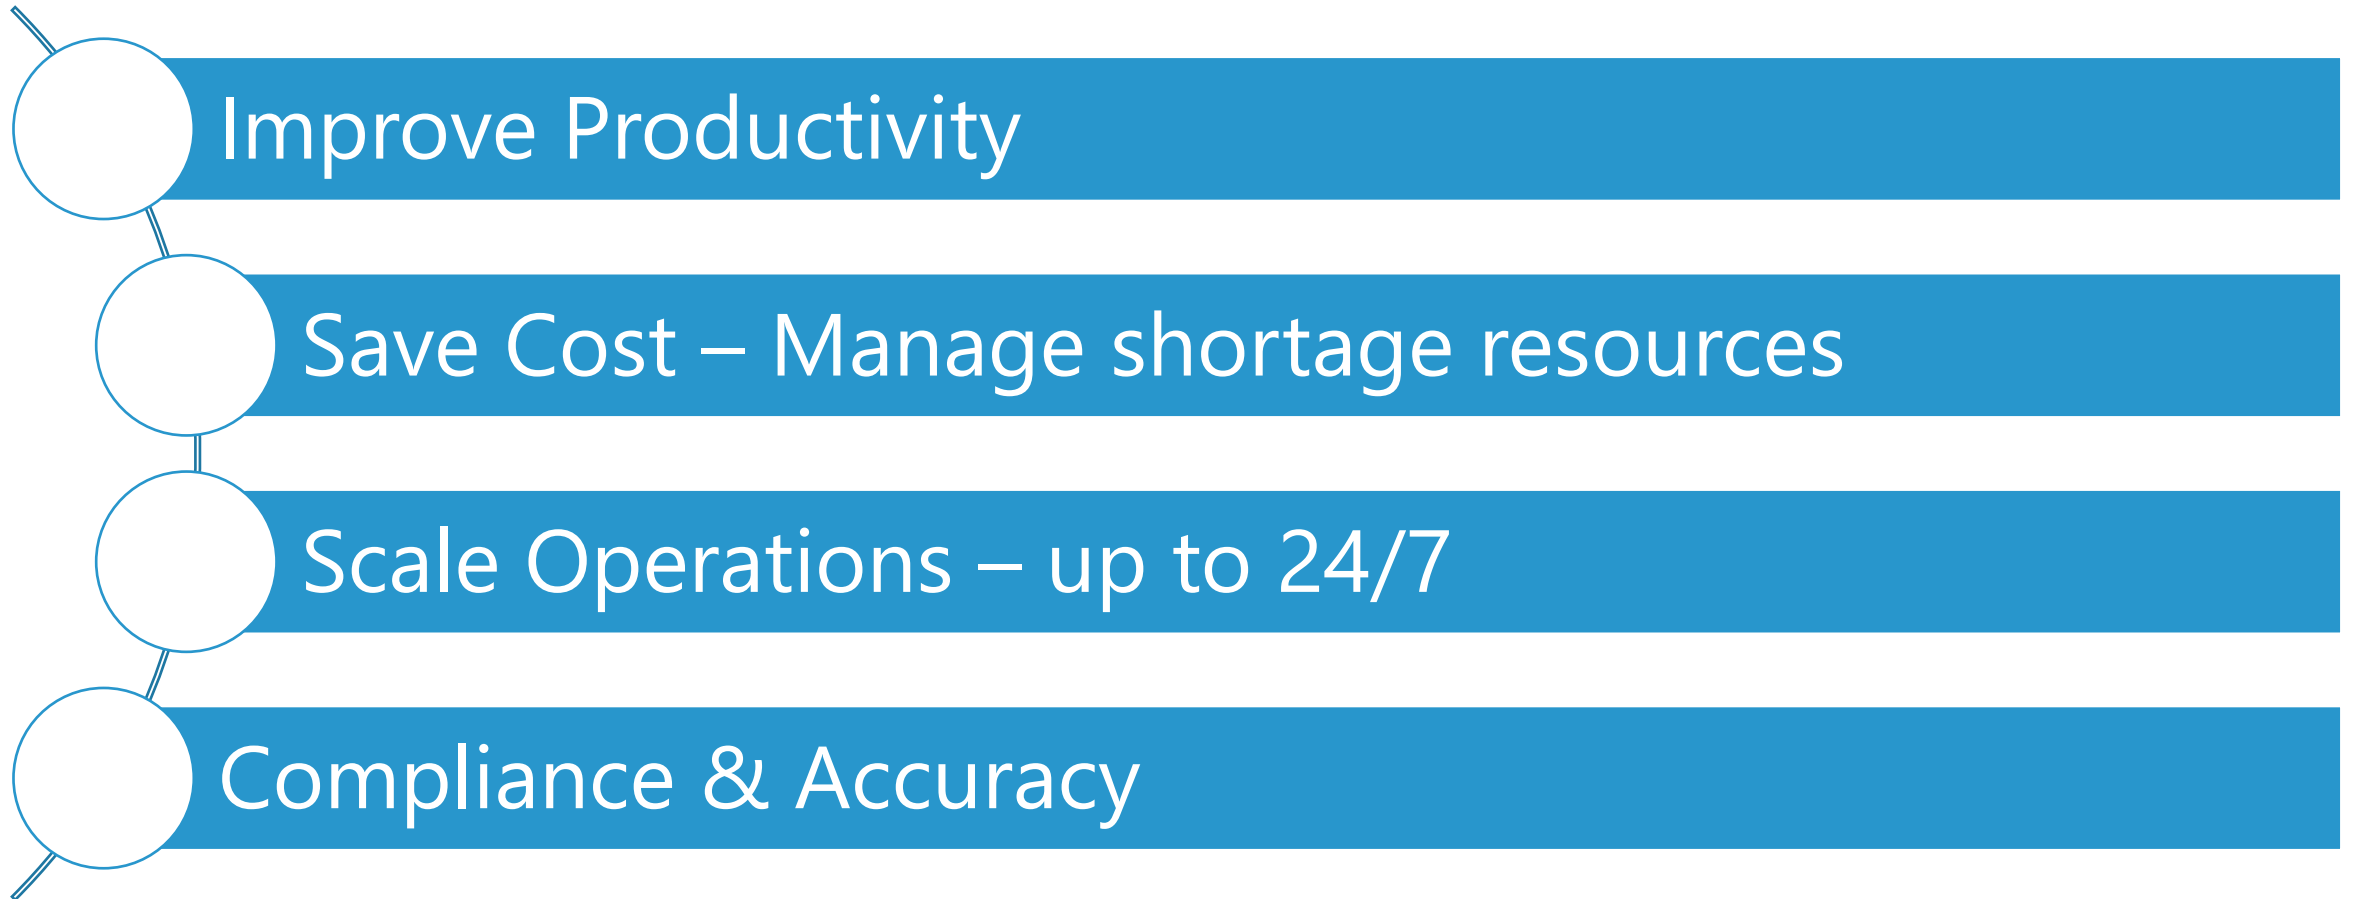 Improve Productivity
Save Cost – Manage shortage resources
Scale Operations – up to 24/7
Compliance & Accuracy